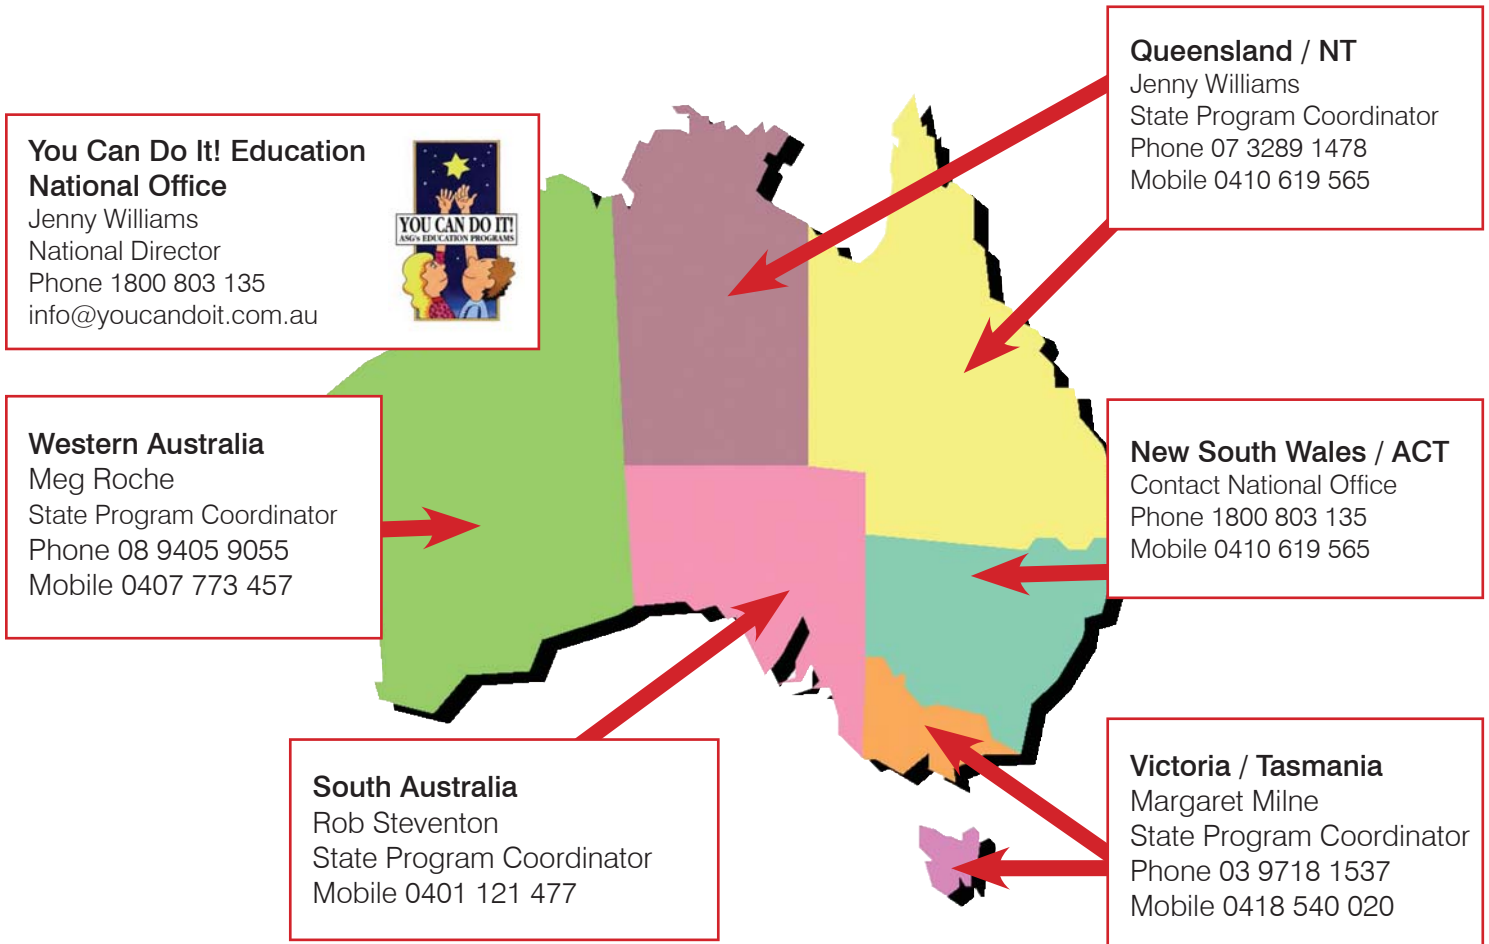 You Can Do It! Education
National Office
Jenny Williams
National Director
Phone 1800 803 135
info@youcandoit.com.au
YOU CAN DO IT!
ASG's EDUCATION PROGRAMS
Queensland / NT
Jenny Williams
State Program Coordinator
Phone 07 3289 1478
Mobile 0410 619 565
Western Australia
Meg Roche
State Program Coordinator
Phone 08 9405 9055
Mobile 0407 773 457
New South Wales / ACT
Contact National Office
Phone 1800 803 135
Mobile 0410 619 565
South Australia
Rob Steventon
State Program Coordinator
Mobile 0401 121 477
Victoria / Tasmania
Margaret Milne
State Program Coordinator
Phone 03 9718 1537
Mobile 0418 540 020